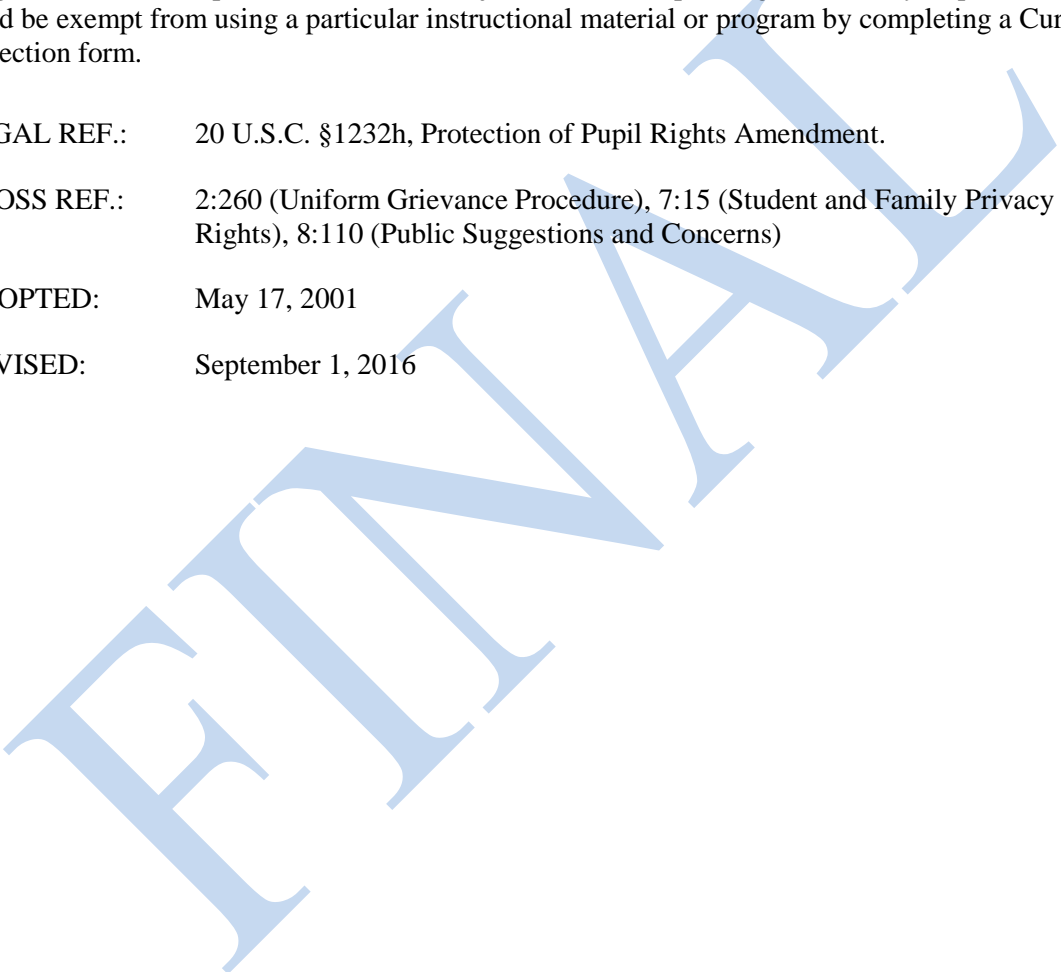 d be exempt from using a particular instructional material or program by completing a Cur
ection form.
GAL REF.: 20 U.S.C. §1232h, Protection of Pupil Rights Amendment.
OSS REF.: 2:260 (Uniform Grievance Procedure), 7:15 (Student and Family Privacy
Rights), 8:110 (Public Suggestions and Concerns)
OPTED: May 17, 2001
VISED: September 1, 2016
FINAL